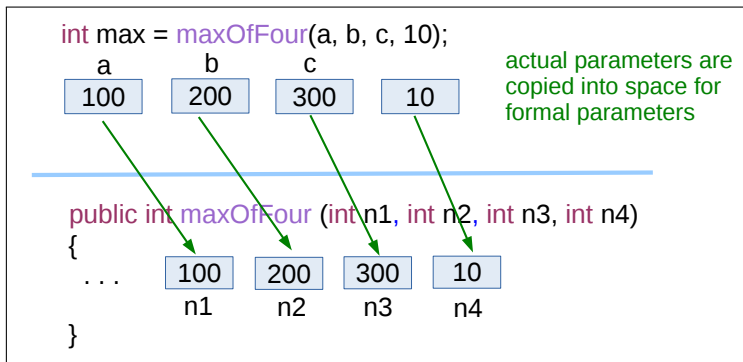 int max = maxOfFour(a, b, c, 10);
a b c
100 200 300 10
actual parameters are
copied into space for
formal parameters
public int maxOfFour (int n1, int n2, int n3, int n4)
{
. . . 100 200 300 10
n1 n2 n3 n4
}